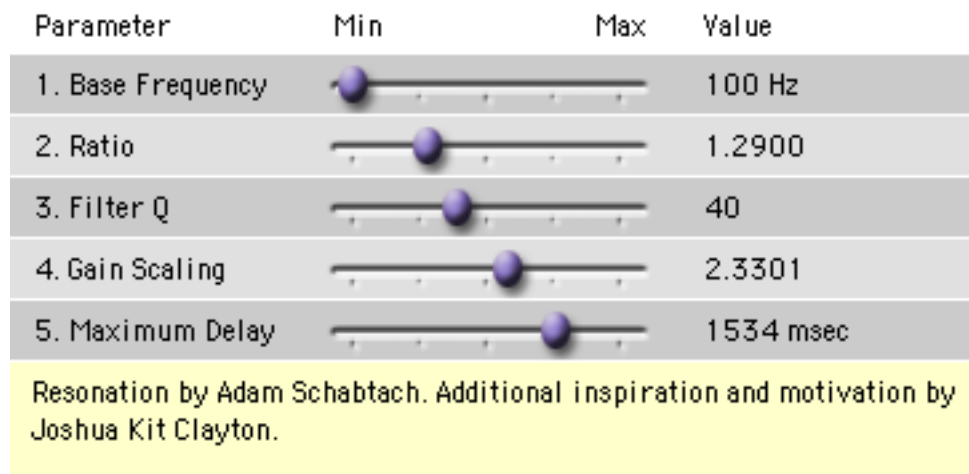 Parameter Min Max Value
1. Base Frequency 100 Hz
2. Ratio 1.2900
3. Filter Q 40
4. Gain Scaling 2.3301
5. Maximum Delay 1534 msec
Resonation by Adam Schabtach. Additional inspiration and motivation by
Joshua Kit Clayton.